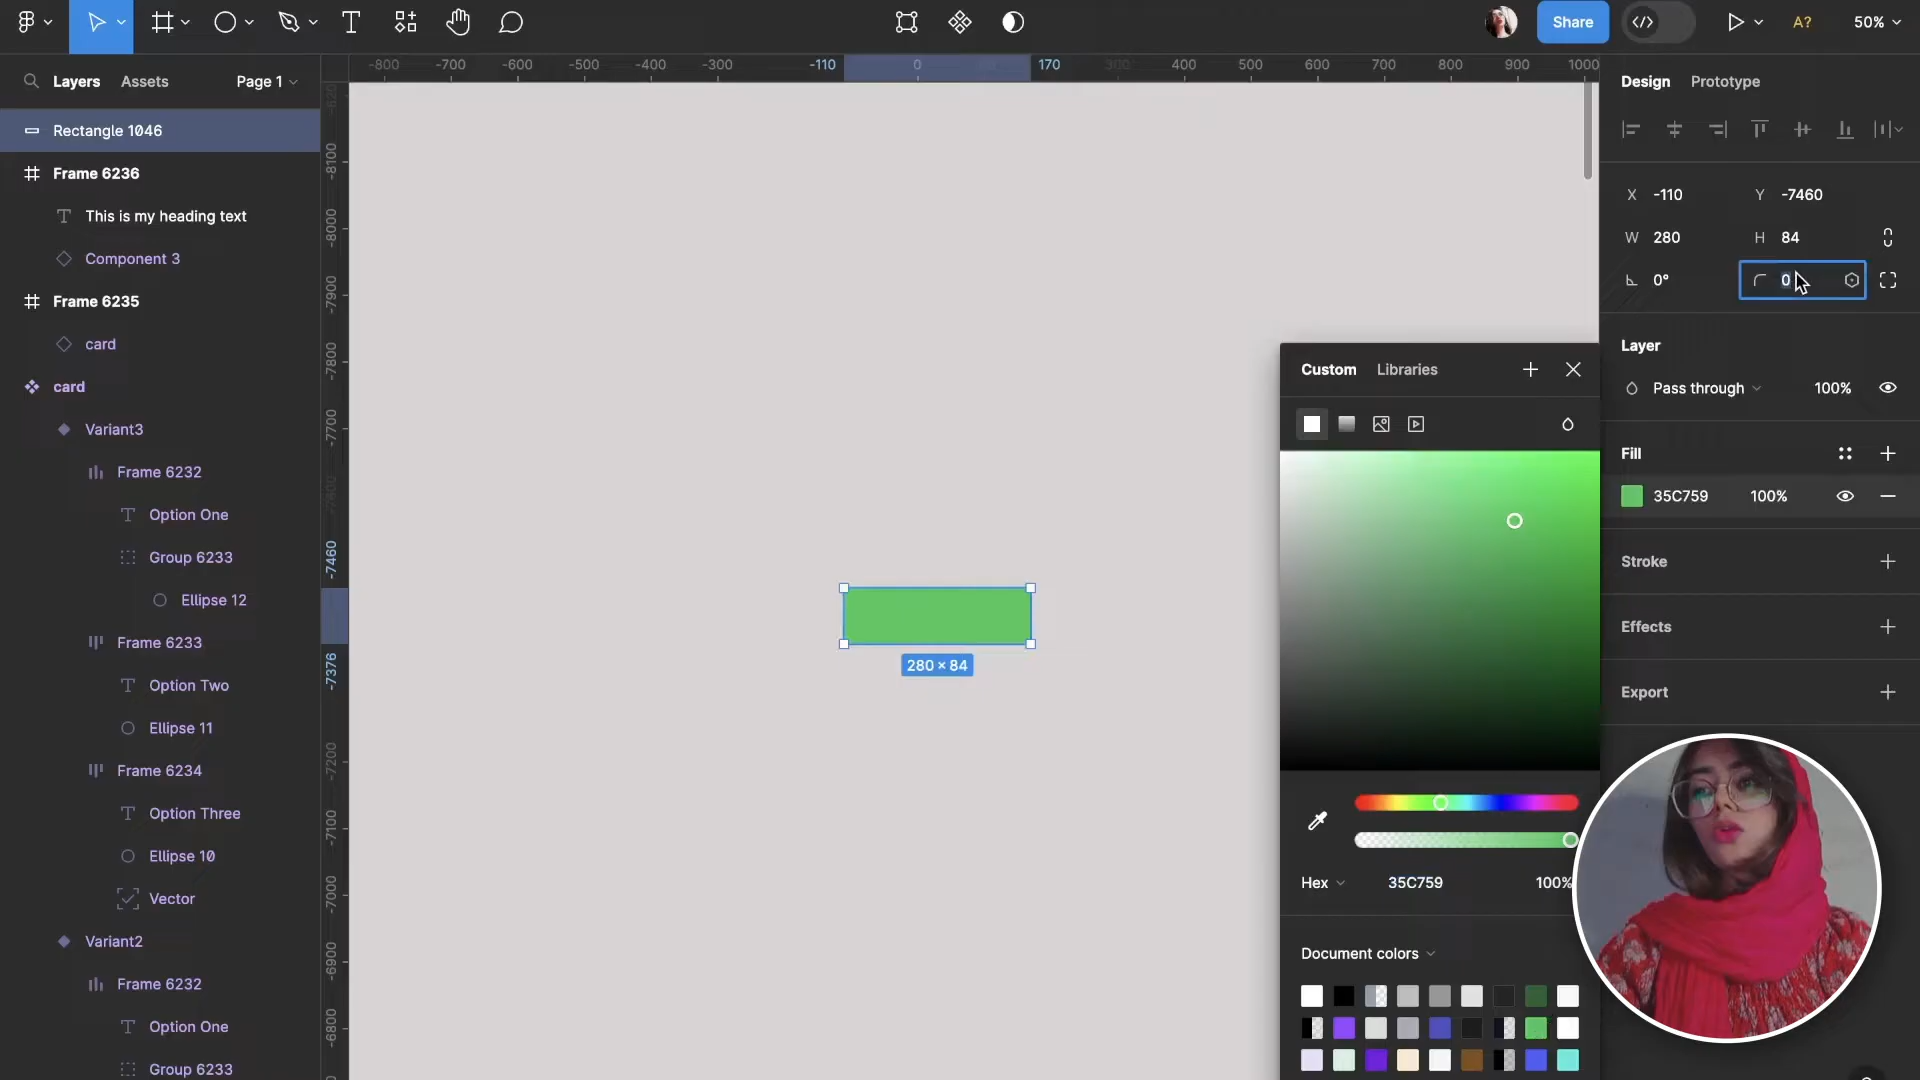 Share
A?
50%
-800 -700 -600 -500 -400 -300 -110 0 170 300 400 500 600 700 800 900 1000
Layers Assets Page 1
Design Prototype
Rectangle 1046
Frame 6236
This is my heading text
Component 3
Frame 6235
card
card
Variant3
Frame 6232
Option One
Group 6233
Ellipse 12
Frame 6233
Option Two
Ellipse 11
Frame 6234
Option Three
Ellipse 10
Vector
Variant2
Frame 6232
Option One
Group 6233
-8100
-8000
-7900
-7800
-7700
-7460
-7376
-7200
-7100
-7000
-6900
-6800
280 × 84
X -110 Y -7460
W 280 H 84
0° 0
Layer
Pass through 100%
Fill
35C759 100%
Stroke
Effects
Export
Custom Libraries
Hex 35C759 100%
Document colors